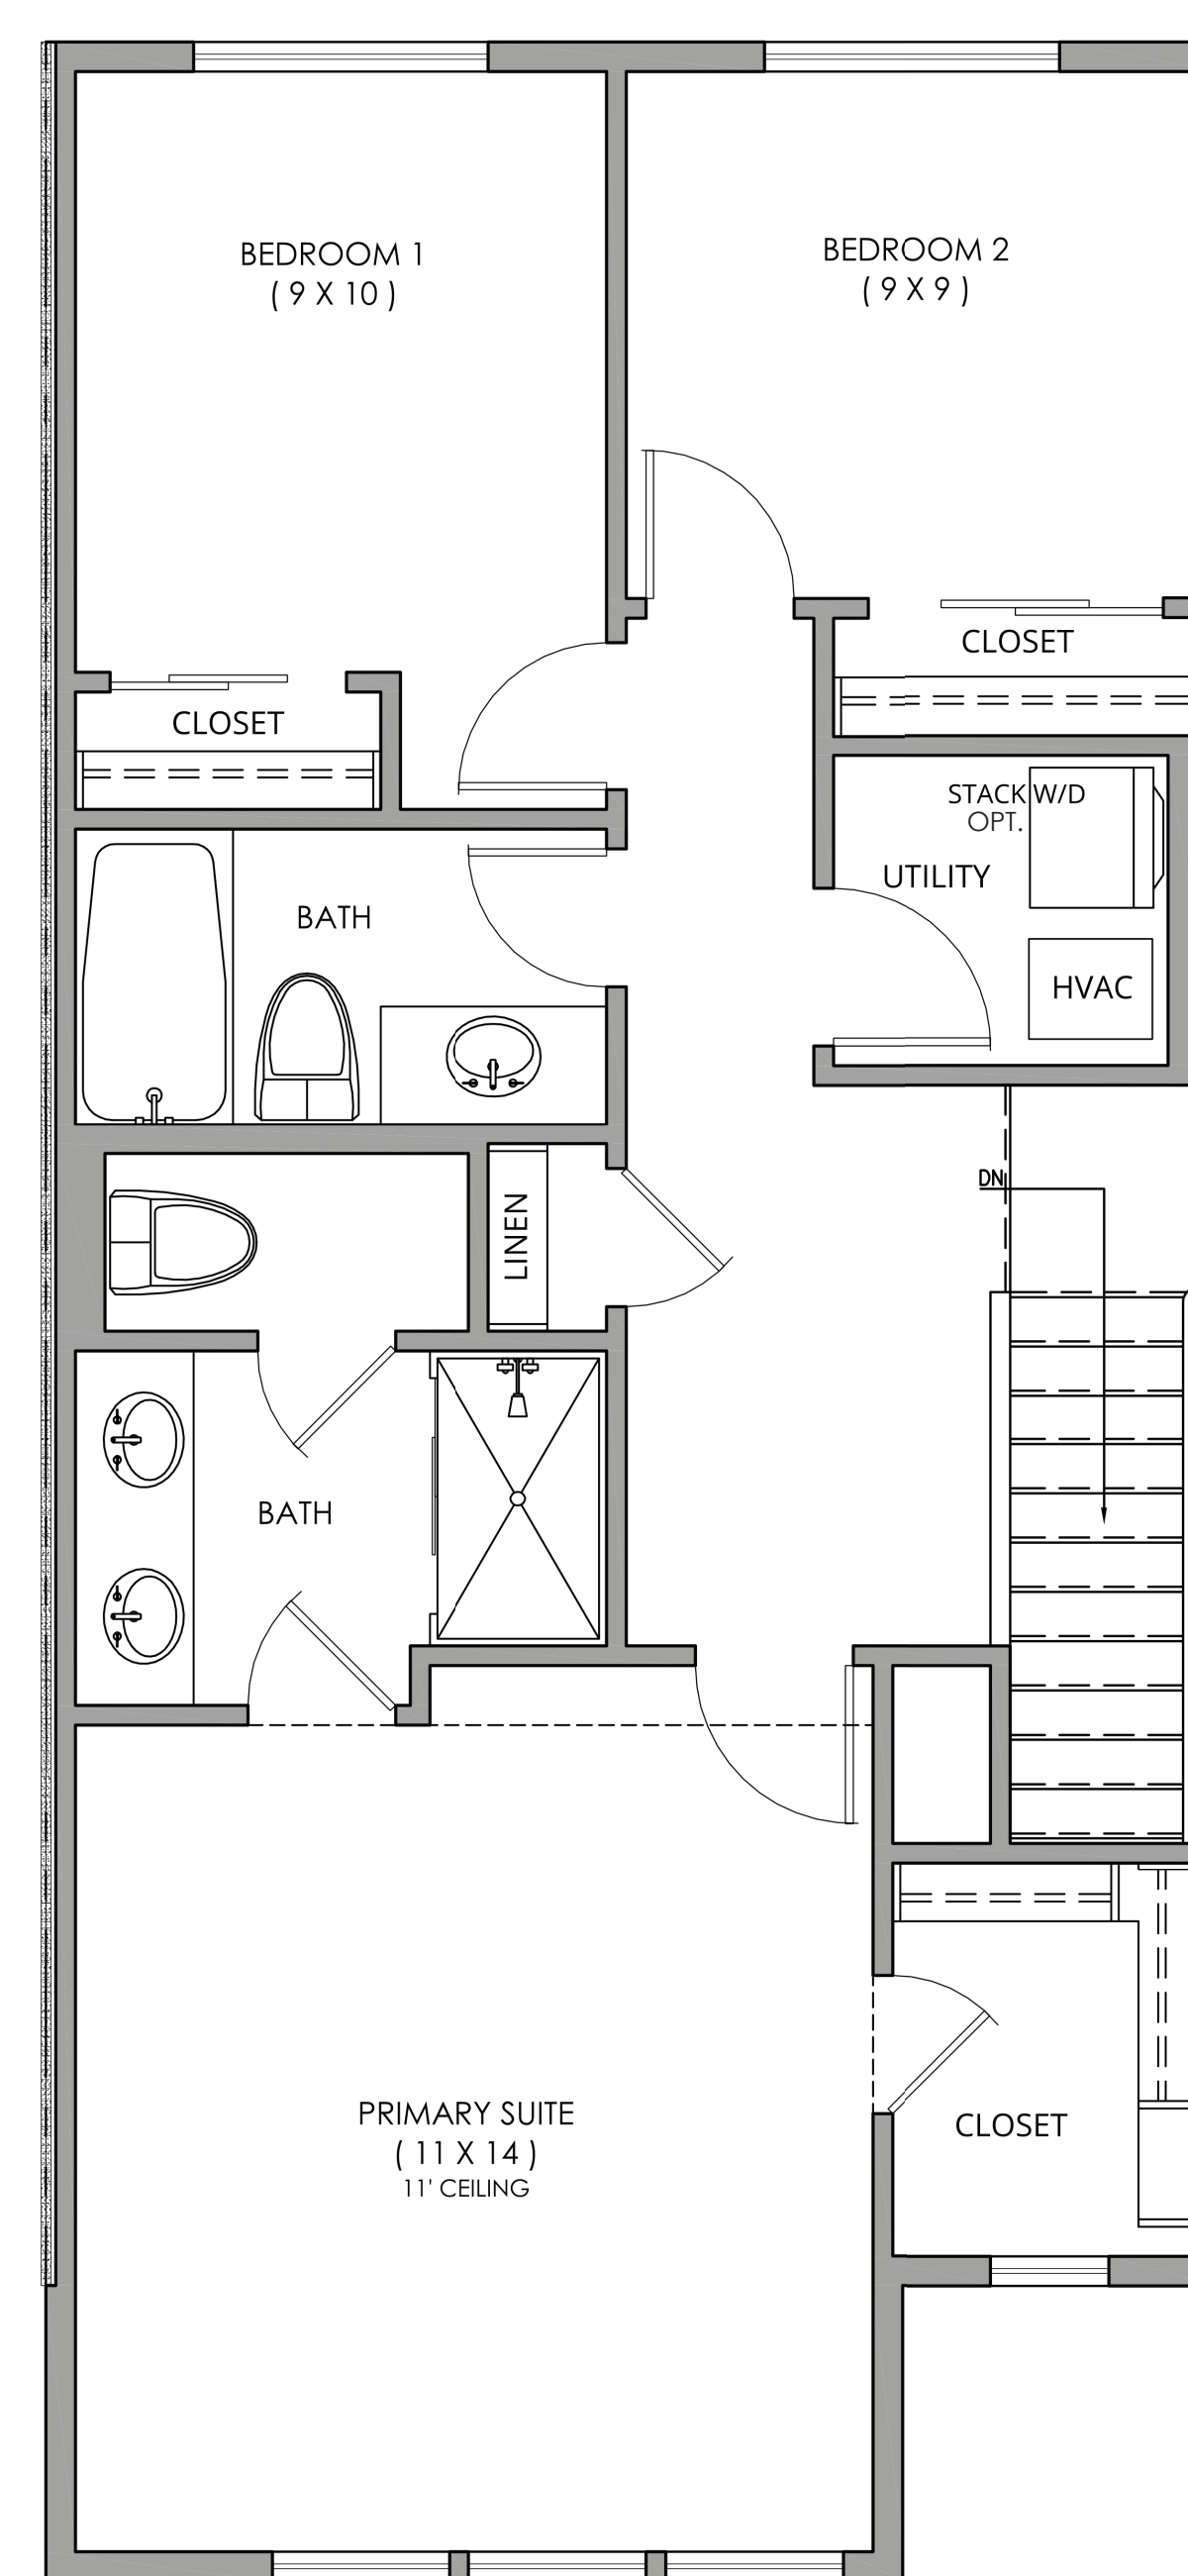 BEDROOM 1
( 9 X 10 )
BEDROOM 2
( 9 X 9 )
CLOSET
CLOSET
STACK W/D
OPT.
UTILITY
BATH
HVAC
DN
LINEN
BATH
PRIMARY SUITE
( 11 X 14 )
11' CEILING
CLOSET